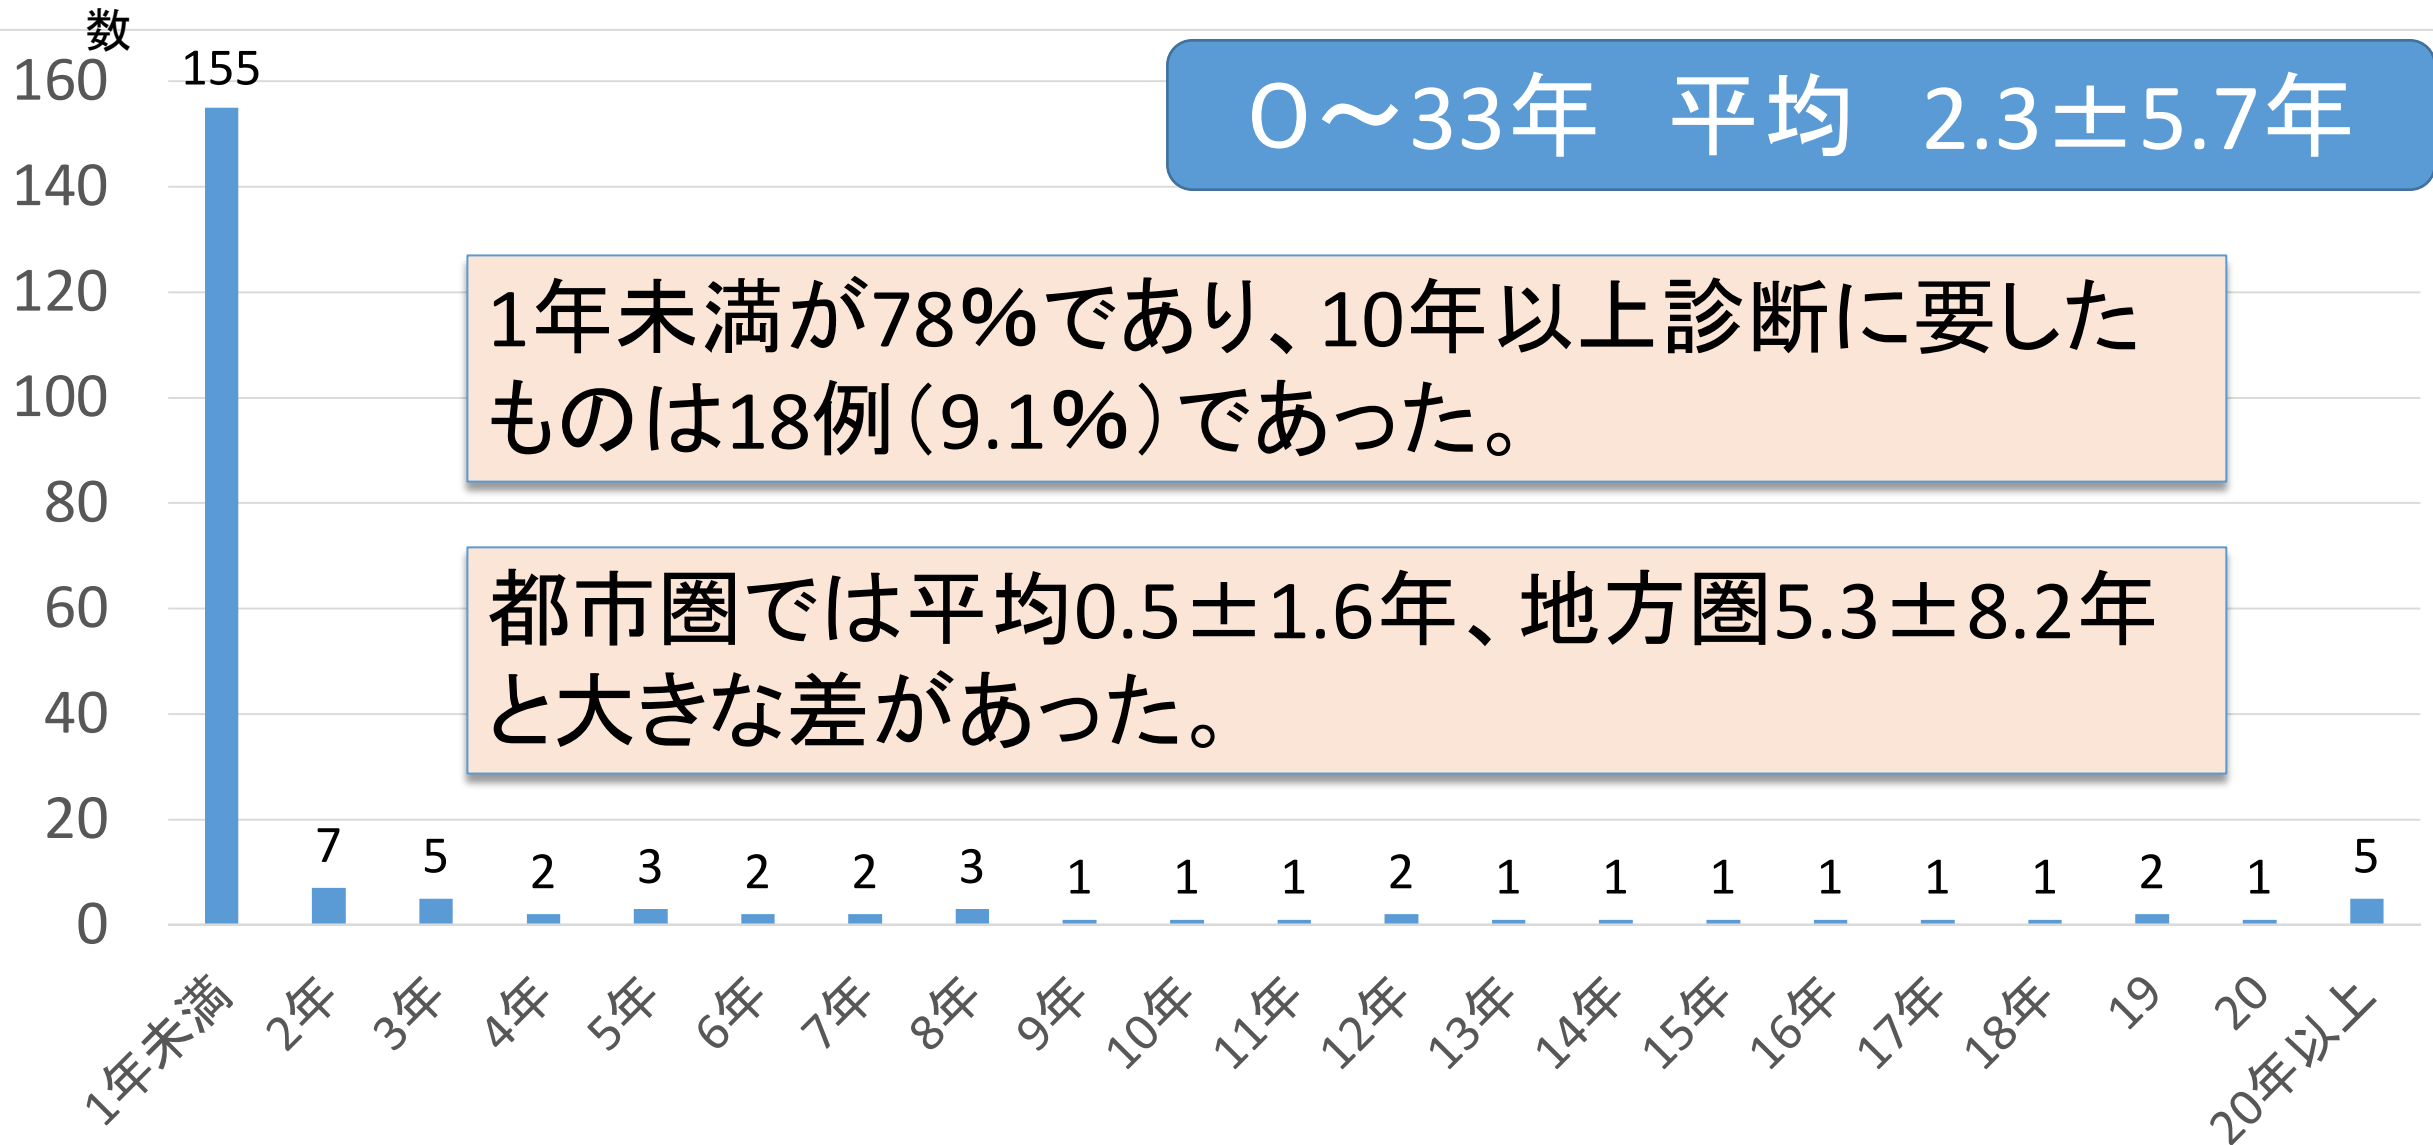 数
0～33年　平均　2.3±5.7年
160
140
120
100
80
60
40
20
0
155
7
5
2
3
2
2
3
1
1
1
2
1
1
1
1
1
1
2
1
5
1年未満が78％であり、10年以上診断に要した
ものは18例（9.1％）であった。
都市圏では平均0.5±1.6年、地方圏5.3±8.2年
と大きな差があった。
1年未満
2年
3年
4年
5年
6年
7年
8年
9年
10年
11年
12年
13年
14年
15年
16年
17年
18年
19
20
20年以上